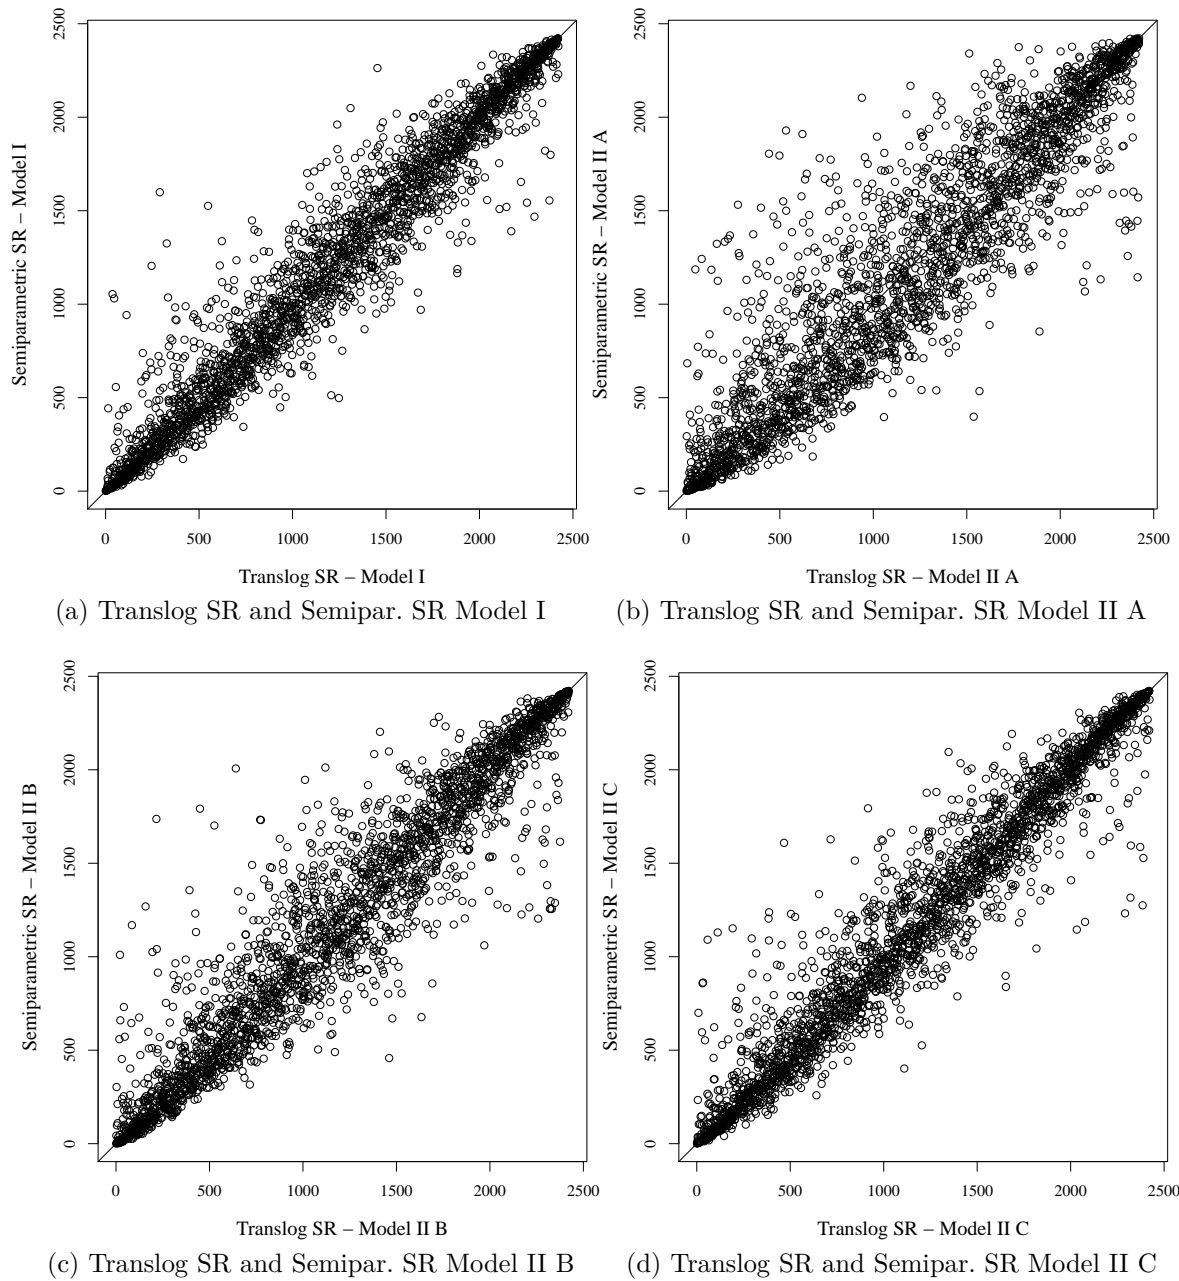 2500
2000
1500
1000
500
0
Semiparametric SR – Model I
0 500 1000 1500 2000 2500
Translog SR – Model I
(a) Translog SR and Semipar. SR Model I
2500
2000
1500
1000
500
0
Semiparametric SR – Model II A
0 500 1000 1500 2000 2500
Translog SR – Model II A
(b) Translog SR and Semipar. SR Model II A
2500
2000
1500
1000
500
0
Semiparametric SR – Model II B
0 500 1000 1500 2000 2500
Translog SR – Model II B
(c) Translog SR and Semipar. SR Model II B
2500
2000
1500
1000
500
0
Semiparametric SR – Model II C
0 500 1000 1500 2000 2500
Translog SR – Model II C
(d) Translog SR and Semipar. SR Model II C